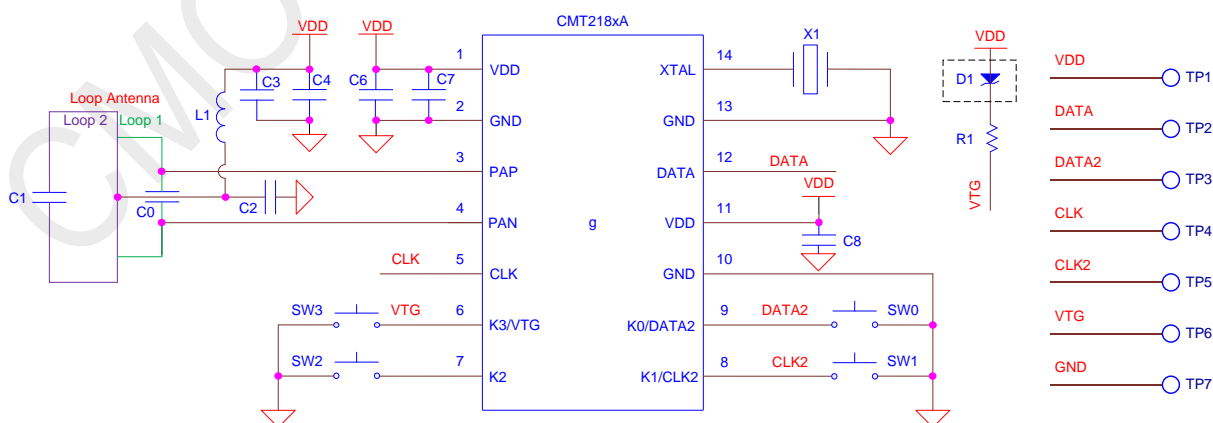 CMO
CMT218xA
VDD
VDD
1
VDD
C3
C4
C6
C7
2
GND
Loop Antenna
Loop 2
Loop 1
L1
3
PAP
C1
C0
C2
4
PAN
CLK
5
CLK
SW3
VTG
6
K3/VTG
SW2
7
K2
g
X1
14
XTAL
13
GND
12
DATA
DATA
VDD
11
VDD
C8
10
GND
9
K0/DATA2
DATA2
SW0
8
K1/CLK2
CLK2
SW1
VDD
D1
R1
VTG
VDD
TP1
DATA
TP2
DATA2
TP3
CLK
TP4
CLK2
TP5
VTG
TP6
GND
TP7